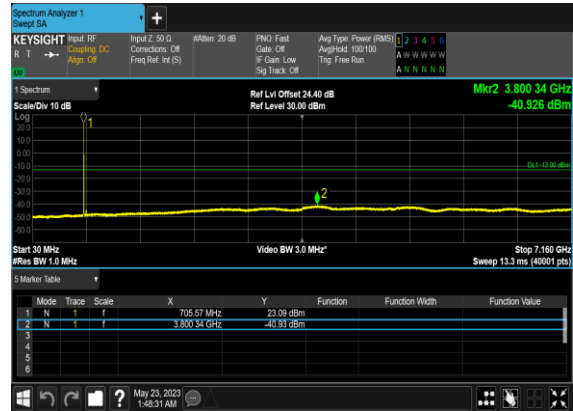 Spectrum Analyzer 1
Swept SA
+
KEYSIGHT Input: RF Input Z: 50 Ω #Atten: 20 dB PNO: Fast Avg Type: Power (RMS) 1 2 3 4 5 6
R T Coupling: DC Corrections: Off Gate: Off Avg|Hold: 100/100 A W W W W W
Align: Off Freq Ref: Int (S) IF Gain: Low Trig: Free Run
LW Sig Track: Off A N N N N N
1 Spectrum Ref Lvl Offset 24.40 dB Mkr2 3.800 34 GHz
Scale/Div 10 dB Ref Level 30.00 dBm -40.926 dBm
Log
1
20.0
10.0
0.00
-10.0
DL1 -13.00 dBm
-20.0
-30.0
2
-40.0
-50.0
-60.0
Start 30 MHz Video BW 3.0 MHz* Stop 7.160 GHz
#Res BW 1.0 MHz Sweep 13.3 ms (40001 pts)
5 Marker Table
Mode Trace Scale X Y Function Function Width Function Value
1 N 1 f 705.57 MHz 23.09 dBm
2 N 1 f 3.800 34 GHz -40.93 dBm
3
4
5
6
? May 23, 2023
1:48:31 AM